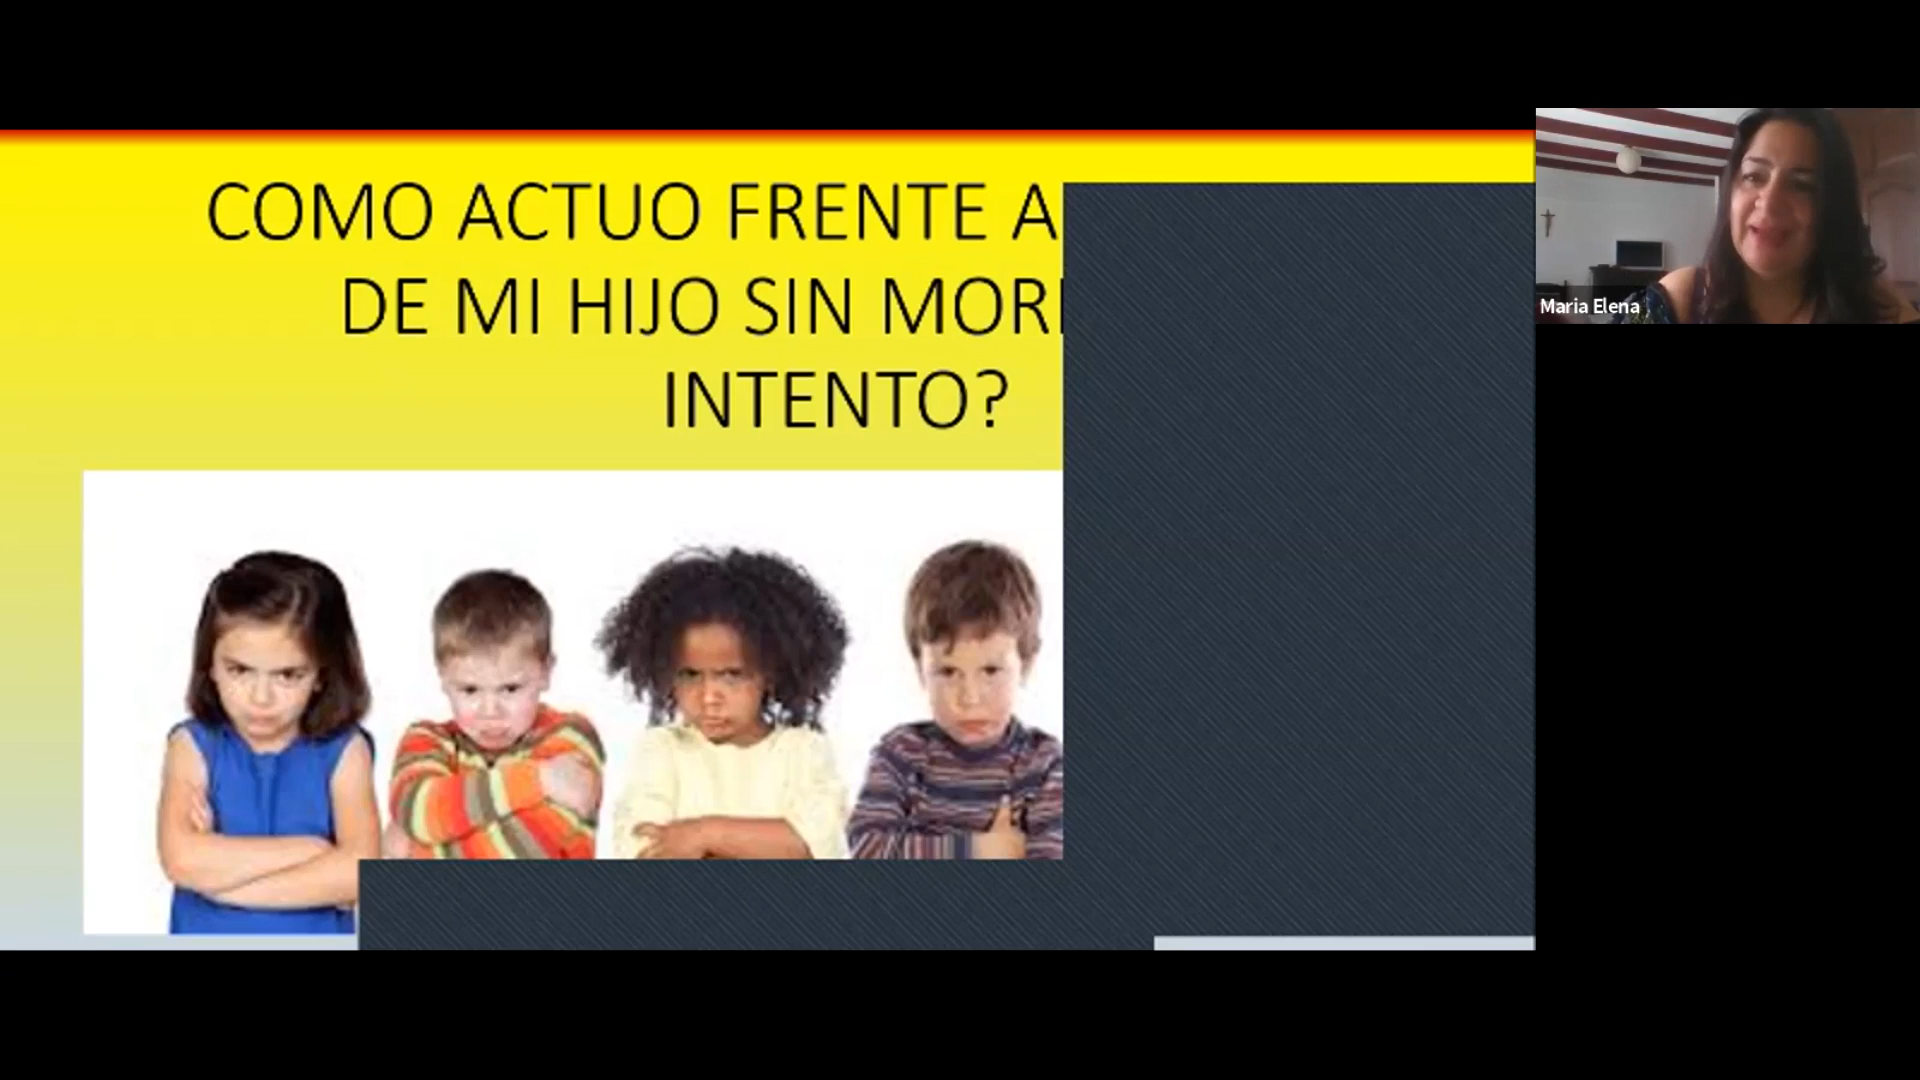 COMO ACTUO FRENTE A
DE MI HIJO SIN MOR
INTENTO?
Maria Elena